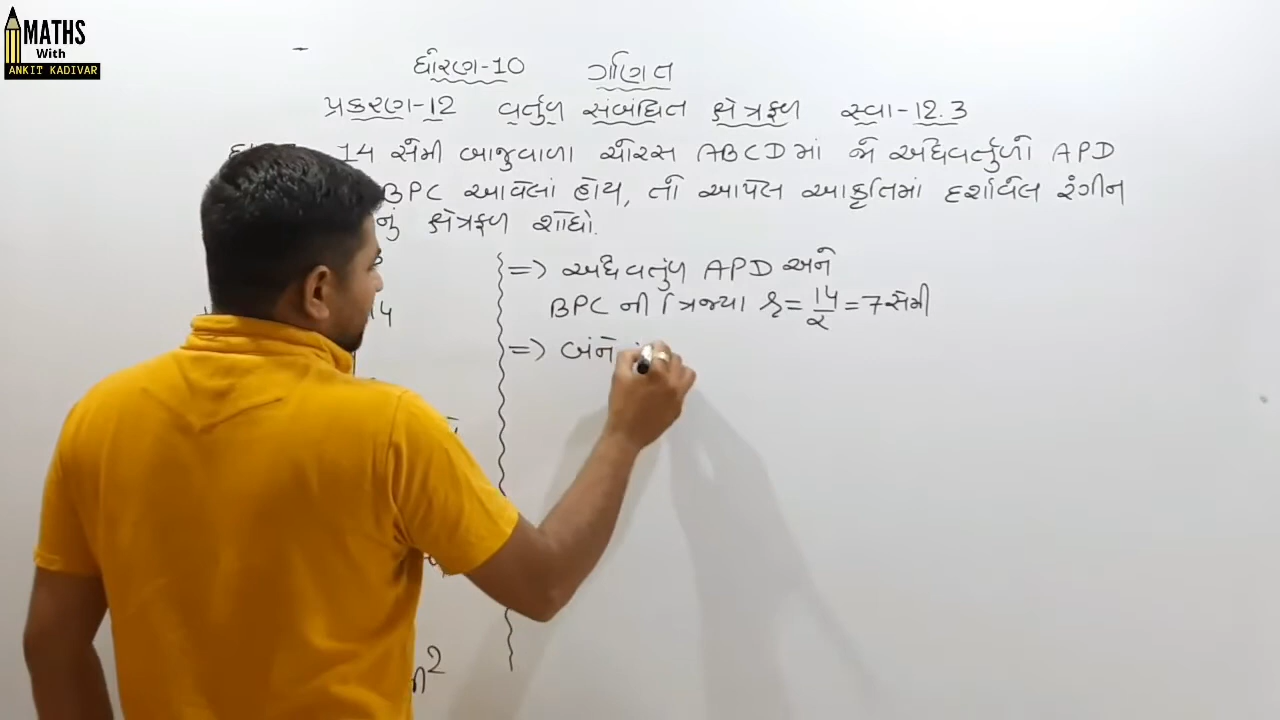 MATHS
With
ANKIT KADIVAR
ધોરણ-10 ગણિત
પ્રકરણ-12 વર્તુળ સંબંધિત ક્ષેત્રફળ સ્વા-12.3
14 સેમી બાજુવાળા ચોરસ ABCD માં જો અર્ધવર્તુળો APD
BPC આવેલાં હોય, તો આપેલ આકૃતિમાં દર્શાવેલ રંગીન
નું ક્ષેત્રફળ શોધો.
=> અર્ધવર્તુળ APD અને
BPC ની ત્રિજ્યા r = 14/2 = 7 સેમી
=> બંને